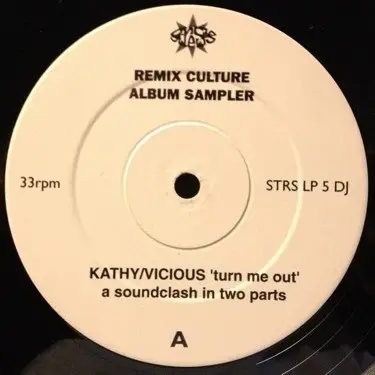 REMIX CULTURE
ALBUM SAMPLER
33rpm
STRS LP 5 DJ
KATHY/VICIOUS 'turn me out'
a soundclash in two parts
A